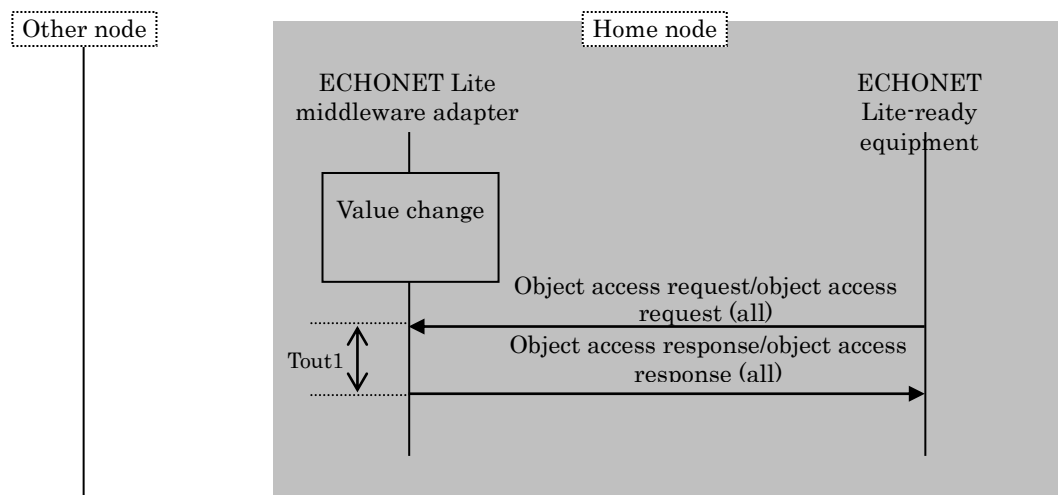 Other node
Home node
ECHONET Lite
middleware adapter
ECHONET
Lite-ready
equipment
Value change
Object access request/object access
request (all)
Object access response/object access
response (all)
Tout1